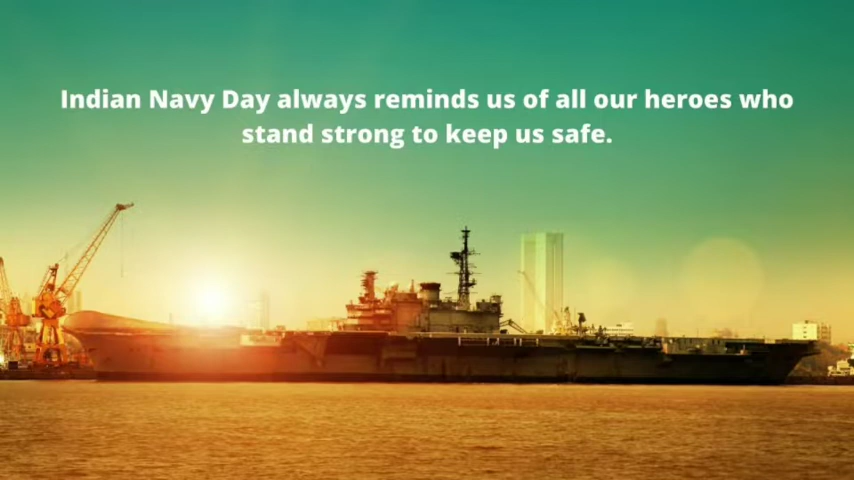 Indian Navy Day always reminds us of all our heroes who
stand strong to keep us safe.